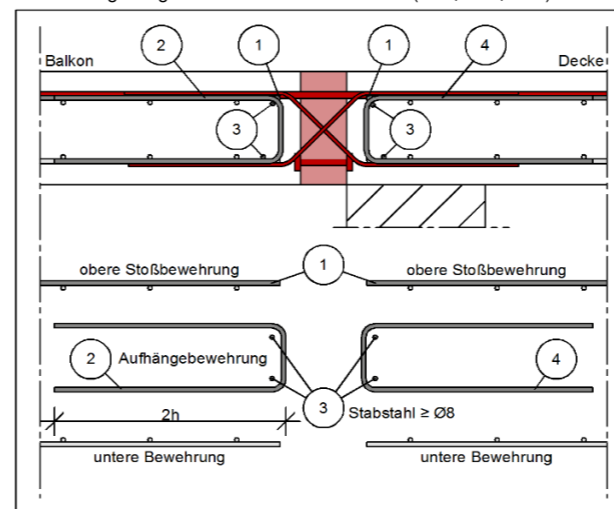 2
1
1
4
Balkon
Decke
3
3
obere Stoßbewehrung
1
obere Stoßbewehrung
2
Aufhängebewehrung
4
3
Stabstahl ≥ Ø8
2h
untere Bewehrung
untere Bewehrung